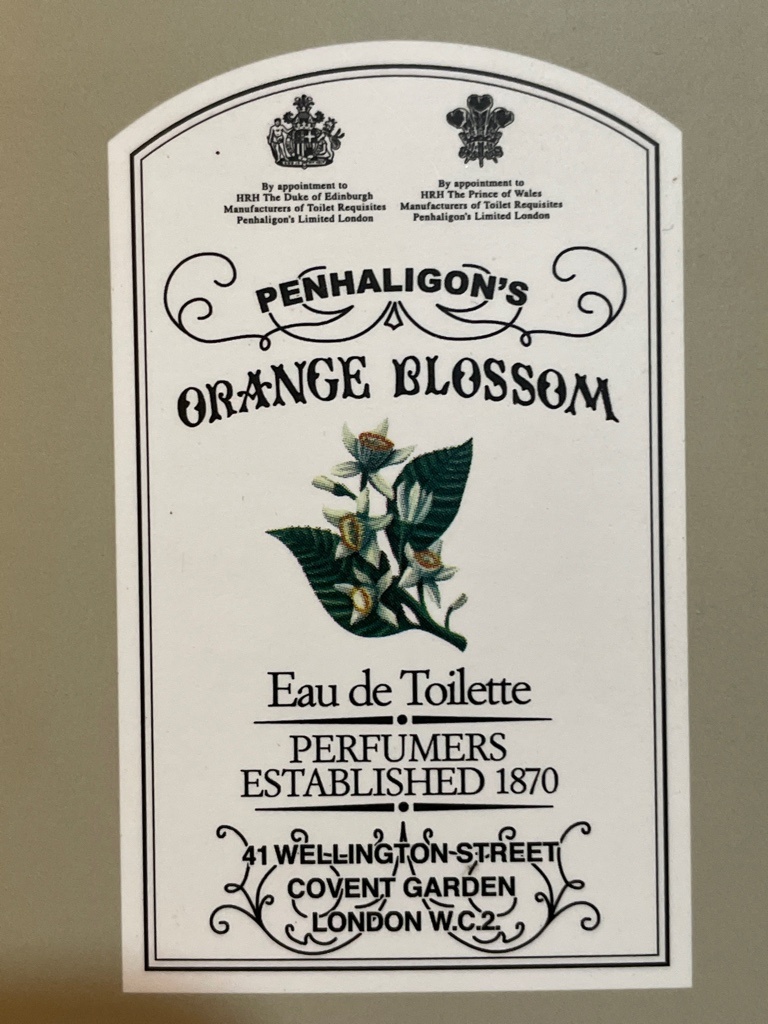 By appointment to
HRH The Duke of Edinburgh
Manufacturers of Toilet Requisites
Penhaligon's Limited London
By appointment to
HRH The Prince of Wales
Manufacturers of Toilet Requisites
Penhaligon's Limited London
PENHALIGON'S
ORANGE BLOSSOM
Eau de Toilette
PERFUMERS
ESTABLISHED 1870
41 WELLINGTON STREET
COVENT GARDEN
LONDON W.C.2.